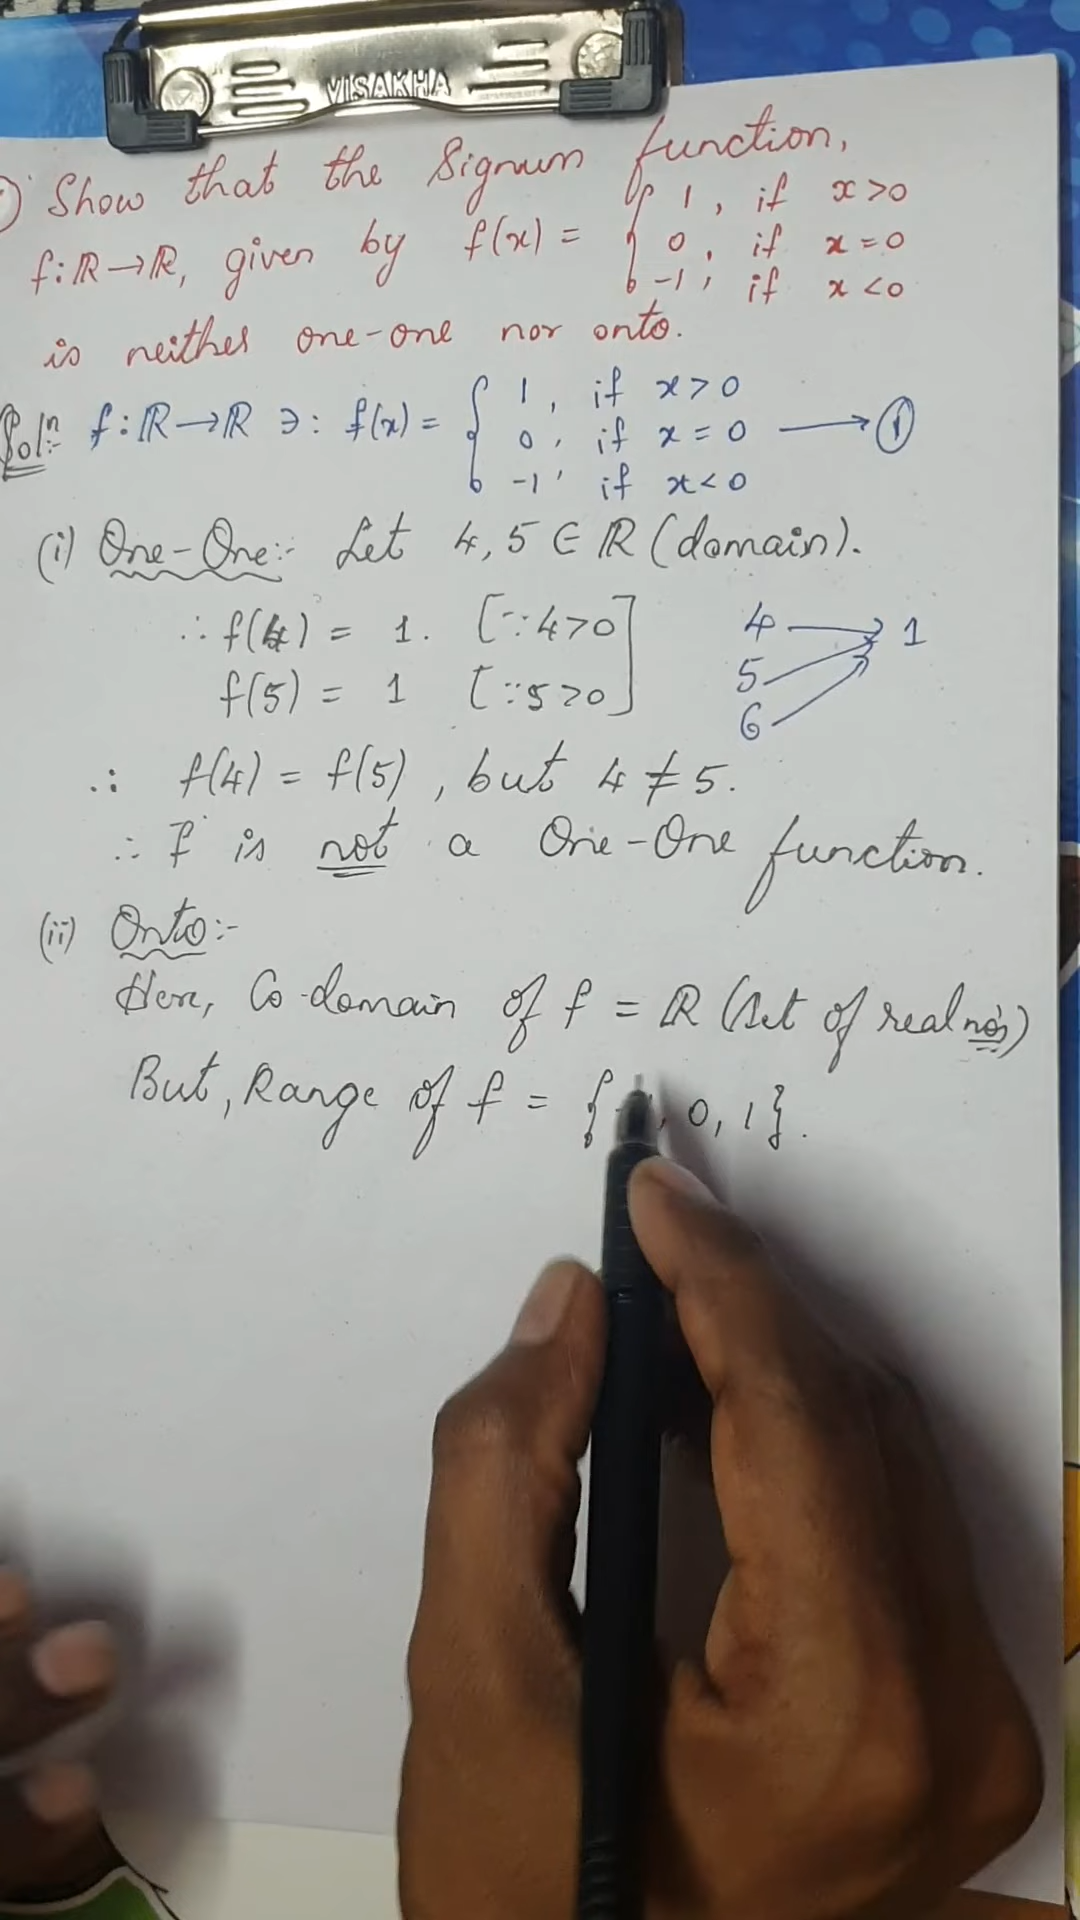 VISAKHA
Show that the Signum function,
f:ℝ→ℝ, given by f(x) = { 1, if x>0
0, if x=0
-1, if x<0
is neither one-one nor onto.
Soln:- f:ℝ→ℝ ∋: f(x) = { 1, if x>0
0, if x=0 ⟶ ①
-1, if x<0
(i) One-One:- Let 4,5 ∈ ℝ (domain).
∴ f(4) = 1. [∵4>0]
f(5) = 1 [∵5>0]
4 → 1
5
6
∴ f(4) = f(5), but 4 ≠ 5.
∴ f is not a One-One function.
(ii) Onto:-
Here, Co-domain of f = ℝ (Set of real nos)
But, Range of f = { , 0, 1}.